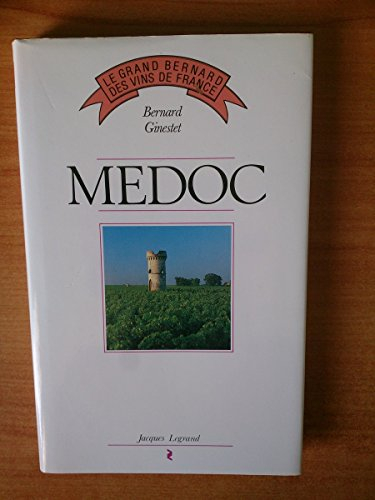 LE GRAND BERNARD
DES VINS DE FRANCE
Bernard
Ginestet
MEDOC
Jacques Legrand